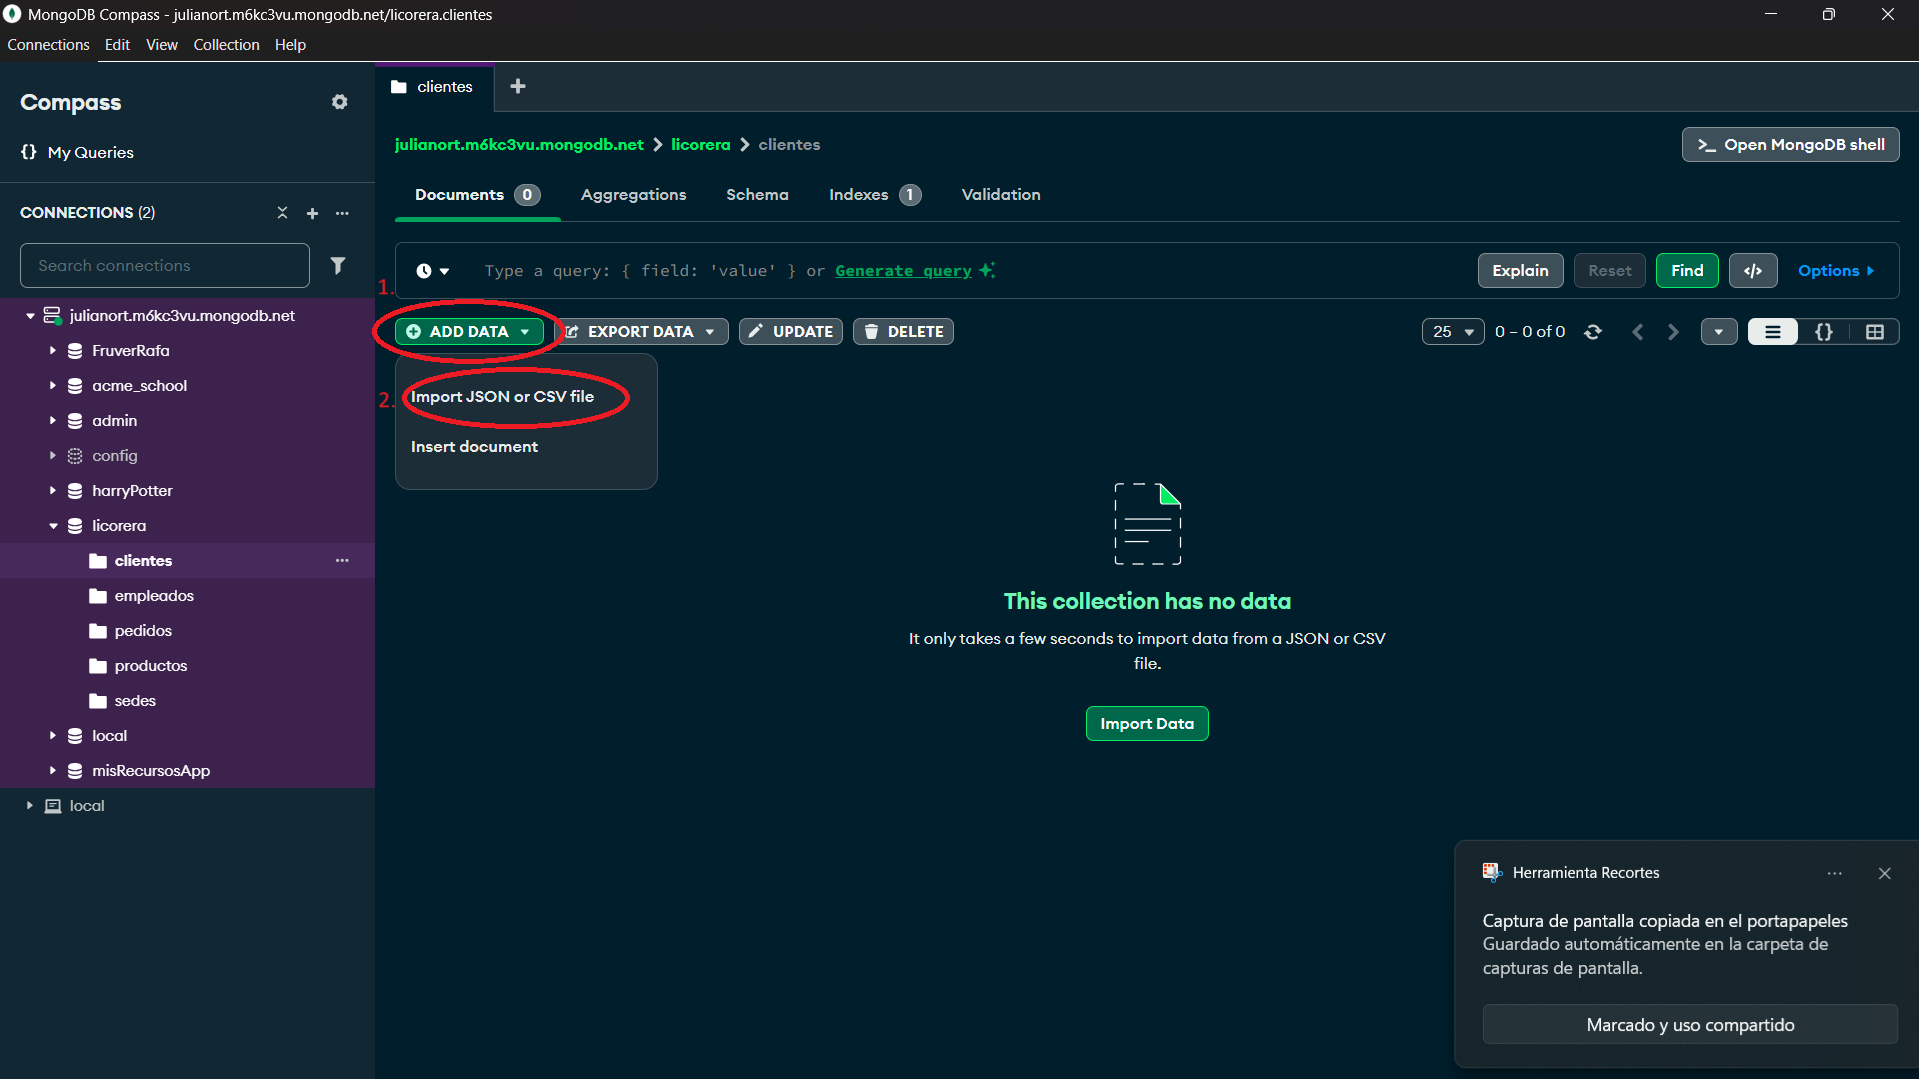 MongoDB Compass - julianort.m6kc3vu.mongodb.net/licorera.clientes
Connections Edit View Collection Help
Compass
{} My Queries
CONNECTIONS (2)
Search connections
julianort.m6kc3vu.mongodb.net
FruverRafa
acme_school
admin
config
harryPotter
licorera
clientes
empleados
pedidos
productos
sedes
local
misRecursosApp
local
clientes
julianort.m6kc3vu.mongodb.net > licorera > clientes
>_ Open MongoDB shell
Documents 0 Aggregations Schema Indexes 1 Validation
Type a query: { field: 'value' } or Generate query
Explain Reset Find </> Options
1.
ADD DATA EXPORT DATA UPDATE DELETE
25 0 – 0 of 0 {}
2. Import JSON or CSV file
Insert document
This collection has no data
It only takes a few seconds to import data from a JSON or CSV
file.
Import Data
Herramienta Recortes
Captura de pantalla copiada en el portapapeles
Guardado automáticamente en la carpeta de
capturas de pantalla.
Marcado y uso compartido